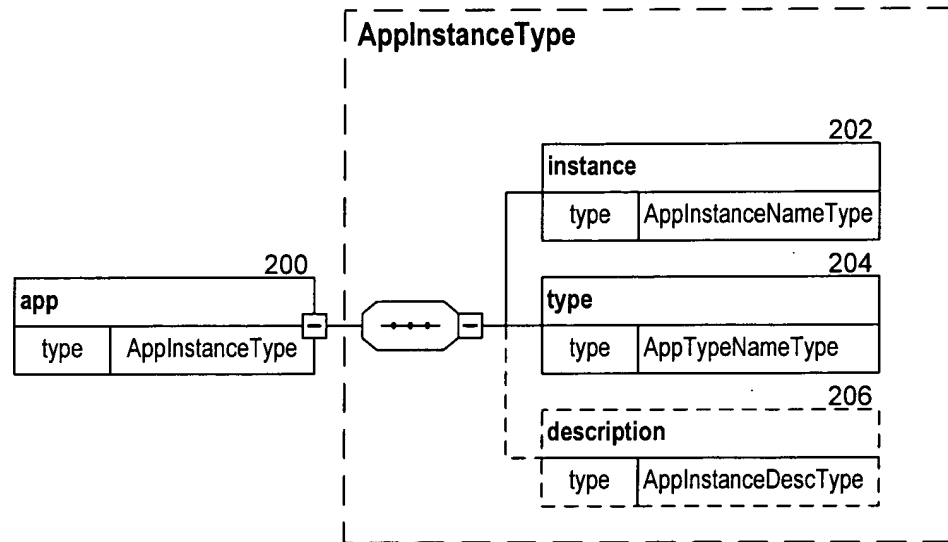 AppInstanceType
202
instance
type AppInstanceNameType
200
app
type AppInstanceType
204
type
type AppTypeNameType
206
description
type AppInstanceDescType